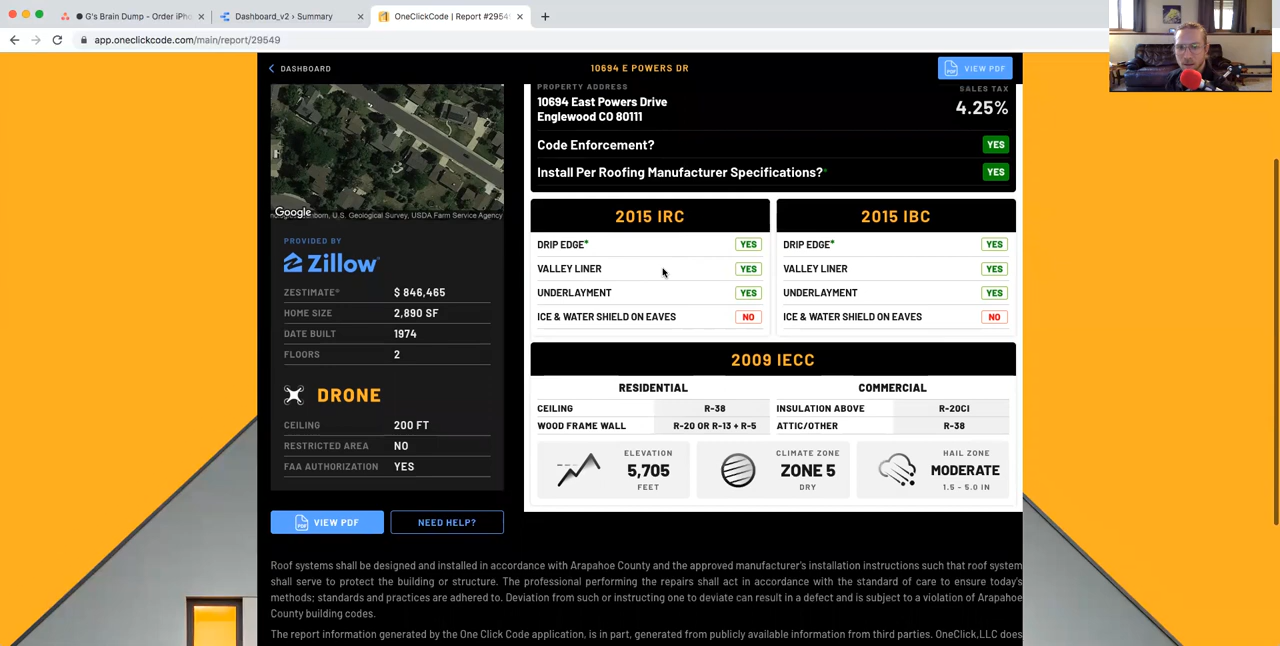 G's Brain Dump - Order iPho
Dashboard_v2 › Summary
OneClickCode | Report #2954
app.oneclickcode.com/main/report/29549
DASHBOARD
10694 E POWERS DR
VIEW PDF
Google
U.S. Geological Survey, USDA Farm Service Agency
PROVIDED BY
Zillow
ZESTIMATE® $ 846,465
HOME SIZE 2,890 SF
DATE BUILT 1974
FLOORS 2
DRONE
CEILING 200 FT
RESTRICTED AREA NO
FAA AUTHORIZATION YES
VIEW PDF
NEED HELP?
PROPERTY ADDRESS
10694 East Powers Drive
Englewood CO 80111
SALES TAX
4.25%
Code Enforcement? YES
Install Per Roofing Manufacturer Specifications?* YES
2015 IRC
DRIP EDGE* YES
VALLEY LINER YES
UNDERLAYMENT YES
ICE & WATER SHIELD ON EAVES NO
2015 IBC
DRIP EDGE* YES
VALLEY LINER YES
UNDERLAYMENT YES
ICE & WATER SHIELD ON EAVES NO
2009 IECC
RESIDENTIAL
CEILING R-38
WOOD FRAME WALL R-20 OR R-13 + R-5
COMMERCIAL
INSULATION ABOVE R-20CI
ATTIC/OTHER R-38
ELEVATION
5,705
FEET
CLIMATE ZONE
ZONE 5
DRY
HAIL ZONE
MODERATE
1.5 - 5.0 IN
Roof systems shall be designed and installed in accordance with Arapahoe County and the approved manufacturer's installation instructions such that roof system
shall serve to protect the building or structure. The professional performing the repairs shall act in accordance with the standard of care to ensure today's
methods; standards and practices are adhered to. Deviation from such or instructing one to deviate can result in a defect and is subject to a violation of Arapahoe
County building codes.
The report information generated by the One Click Code application, is in part, generated from publicly available information from third parties. OneClick,LLC does